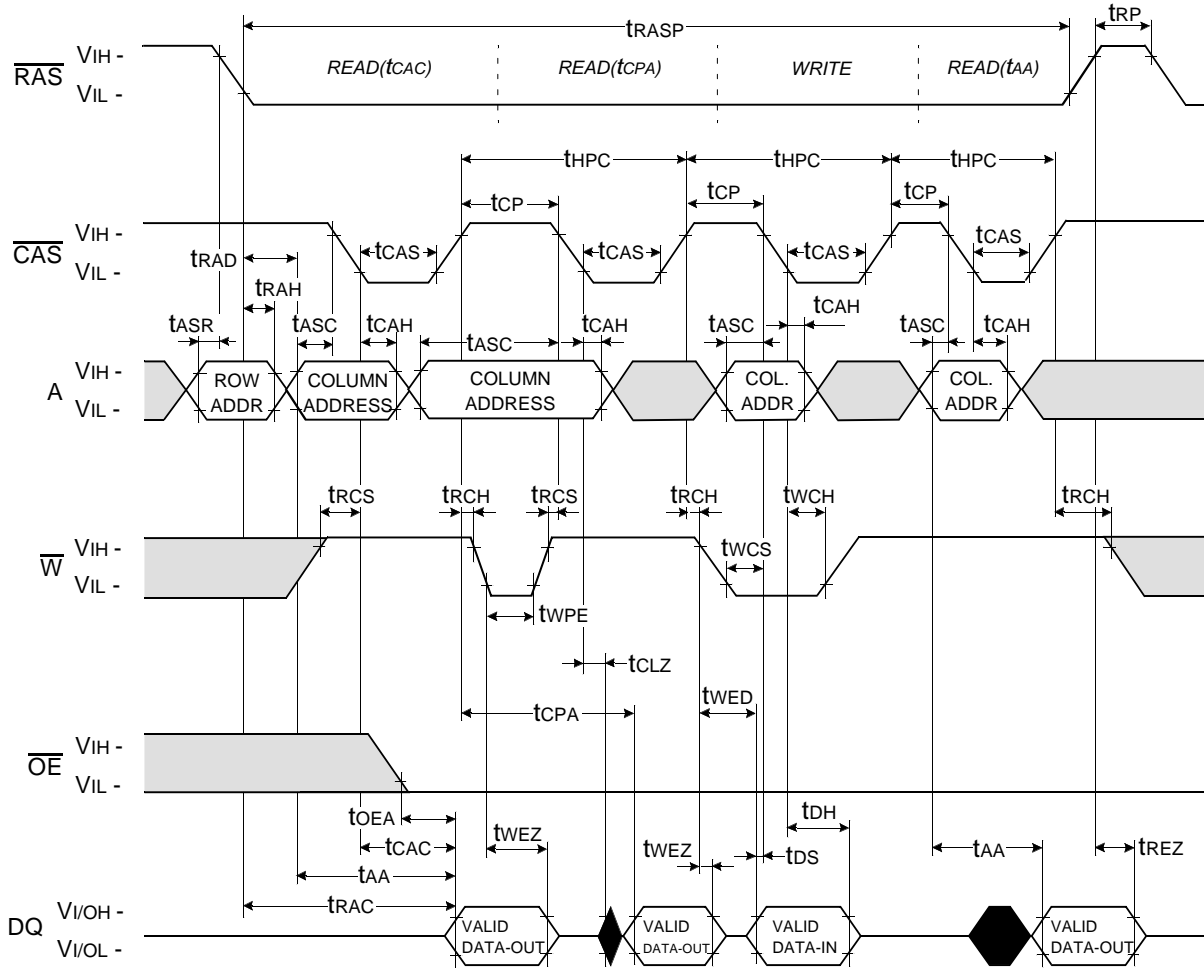 tRASP
tRP
RAS
VIH -
VIL -
READ(tCAC)
READ(tCPA)
WRITE
READ(tAA)
tHPC
tHPC
tHPC
tCP
tCP
tCP
CAS
VIH -
VIL -
tCAS
tCAS
tCAS
tCAS
tRAD
tRAH
tASR
tASC
tCAH
tASC
tCAH
tASC
tCAH
tASC
tCAH
A
VIH -
VIL -
ROW
ADDR
COLUMN
ADDRESS
COLUMN
ADDRESS
COL.
ADDR
COL.
ADDR
tRCS
tRCH
tRCS
tRCH
tWCH
tRCH
W
VIH -
VIL -
tWCS
tWPE
tCLZ
tCPA
tWED
OE
VIH -
VIL -
tOEA
tCAC
tAA
tRAC
tWEZ
tWEZ
tDH
tDS
tAA
tREZ
DQ
VI/OH -
VI/OL -
VALID
DATA-OUT
VALID
DATA-OUT
VALID
DATA-IN
VALID
DATA-OUT